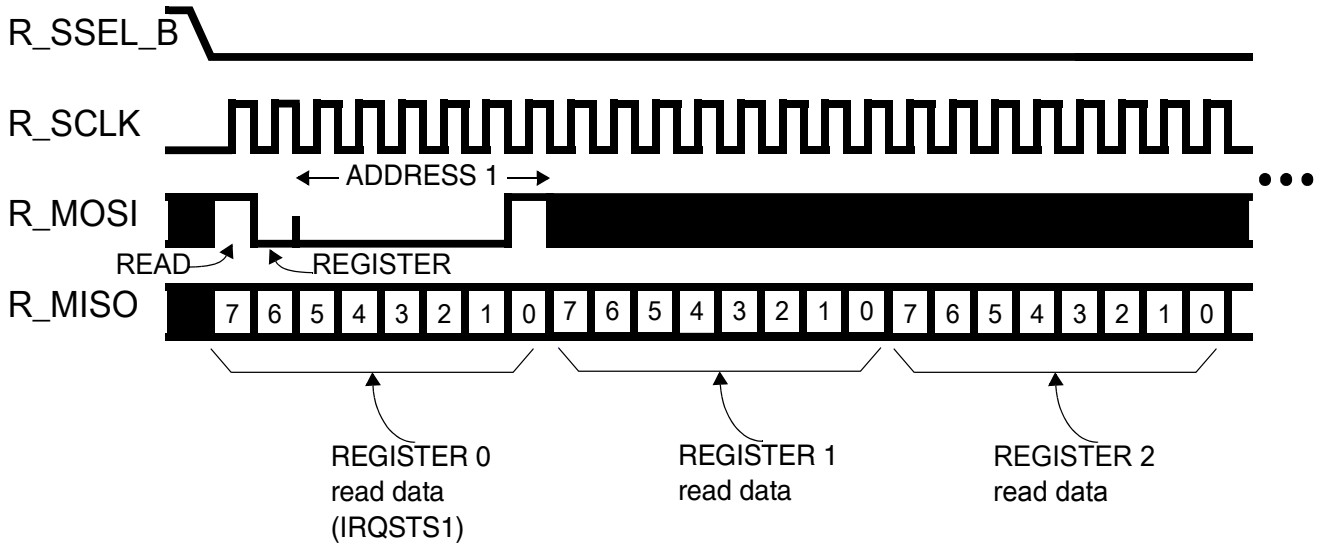 R_SSEL_B
R_SCLK
ADDRESS 1
R_MOSI
READ REGISTER
R_MISO 7 6 5 4 3 2 1 0 7 6 5 4 3 2 1 0 7 6 5 4 3 2 1 0
REGISTER 0
read data
(IRQSTS1)
REGISTER 1
read data
REGISTER 2
read data